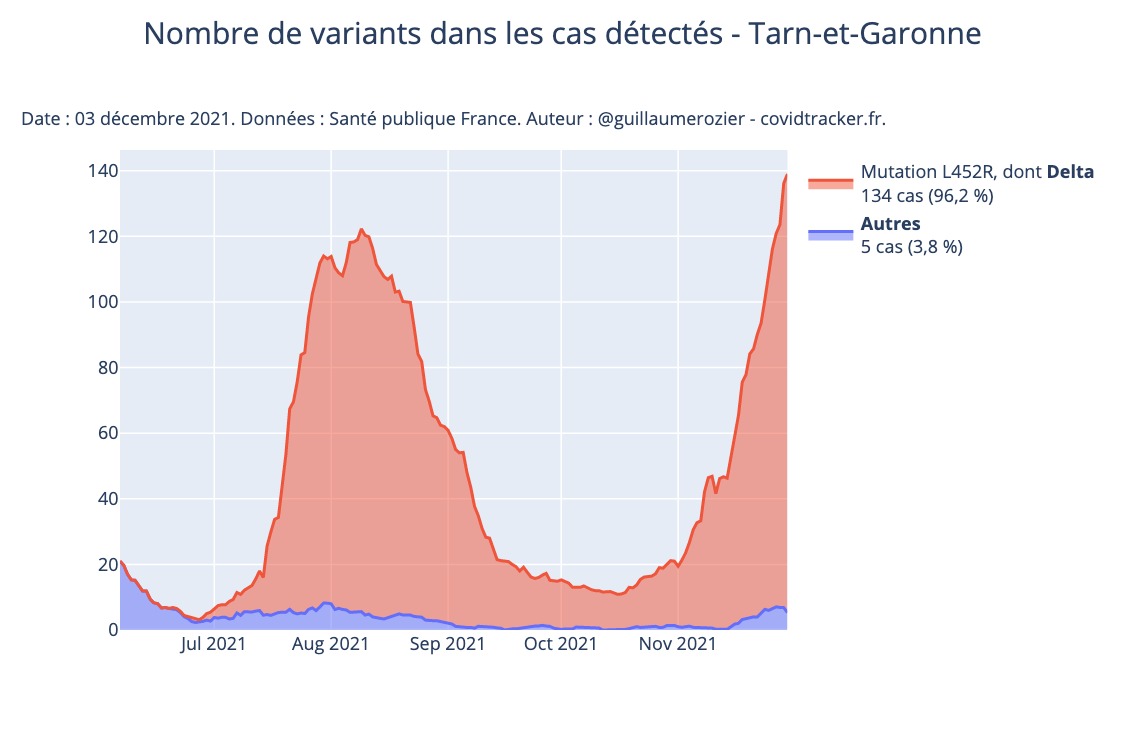 Nombre de variants dans les cas détectés - Tarn-et-Garonne
Date : 03 décembre 2021. Données : Santé publique France. Auteur : @guillaumerozier - covidtracker.fr.
140
120
100
80
60
40
20
0
Jul 2021
Aug 2021
Sep 2021
Oct 2021
Nov 2021
Mutation L452R, dont Delta
134 cas (96,2 %)
Autres
5 cas (3,8 %)